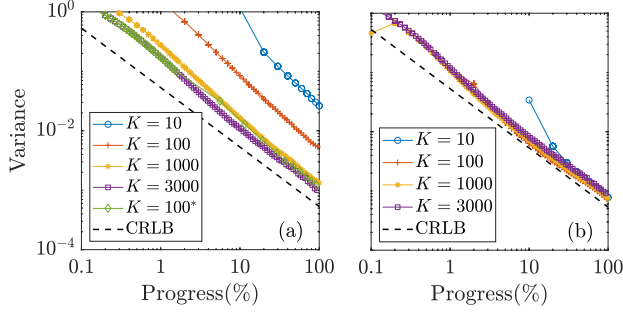 Variance
10^0
10^{-2}
10^{-4}
K = 10
K = 100
K = 1000
K = 3000
K = 100*
CRLB
(a)
0.1 1 10 100
Progress(%)
K = 10
K = 100
K = 1000
K = 3000
CRLB
(b)
0.1 1 10 100
Progress(%)